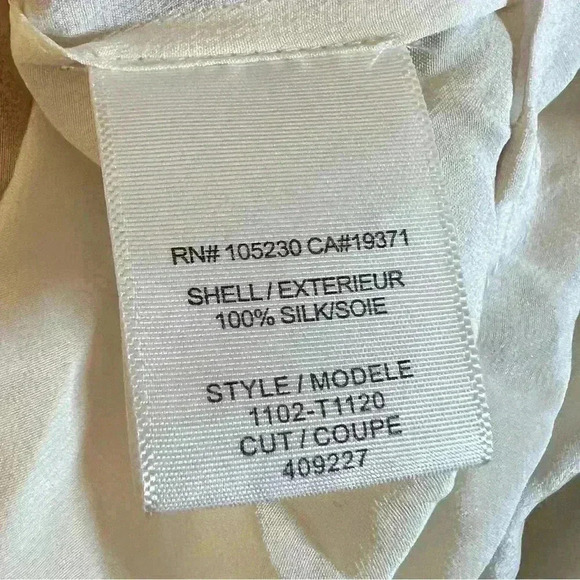 RN# 105230 CA#19371
SHELL/EXTERIEUR
100% SILK/SOIE
STYLE / MODELE
1102-T1120
CUT / COUPE
409227